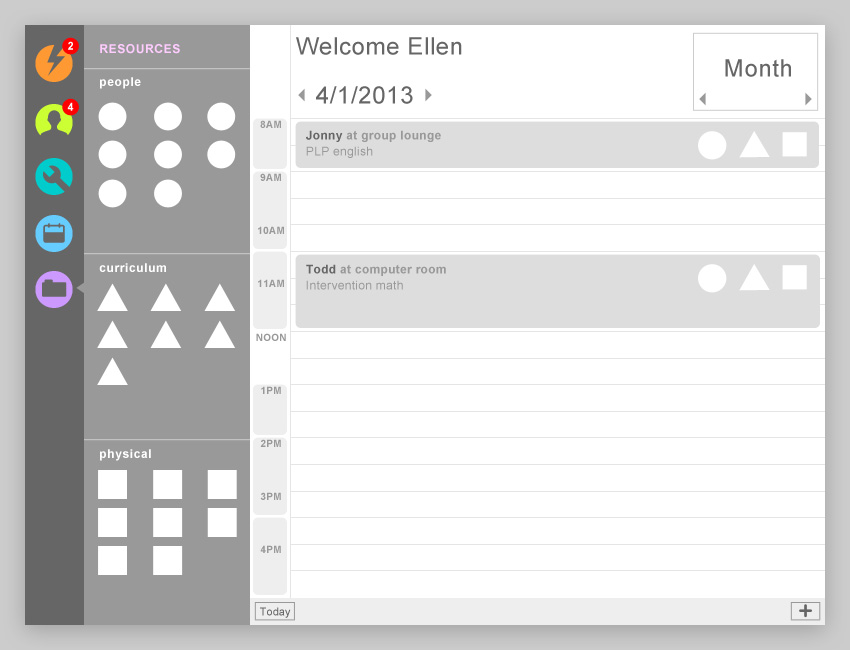 2
4
RESOURCES
people
curriculum
physical
Welcome Ellen
4/1/2013
Month
8AM
Jonny at group lounge
PLP english
9AM
10AM
11AM
Todd at computer room
Intervention math
NOON
1PM
2PM
3PM
4PM
Today
+